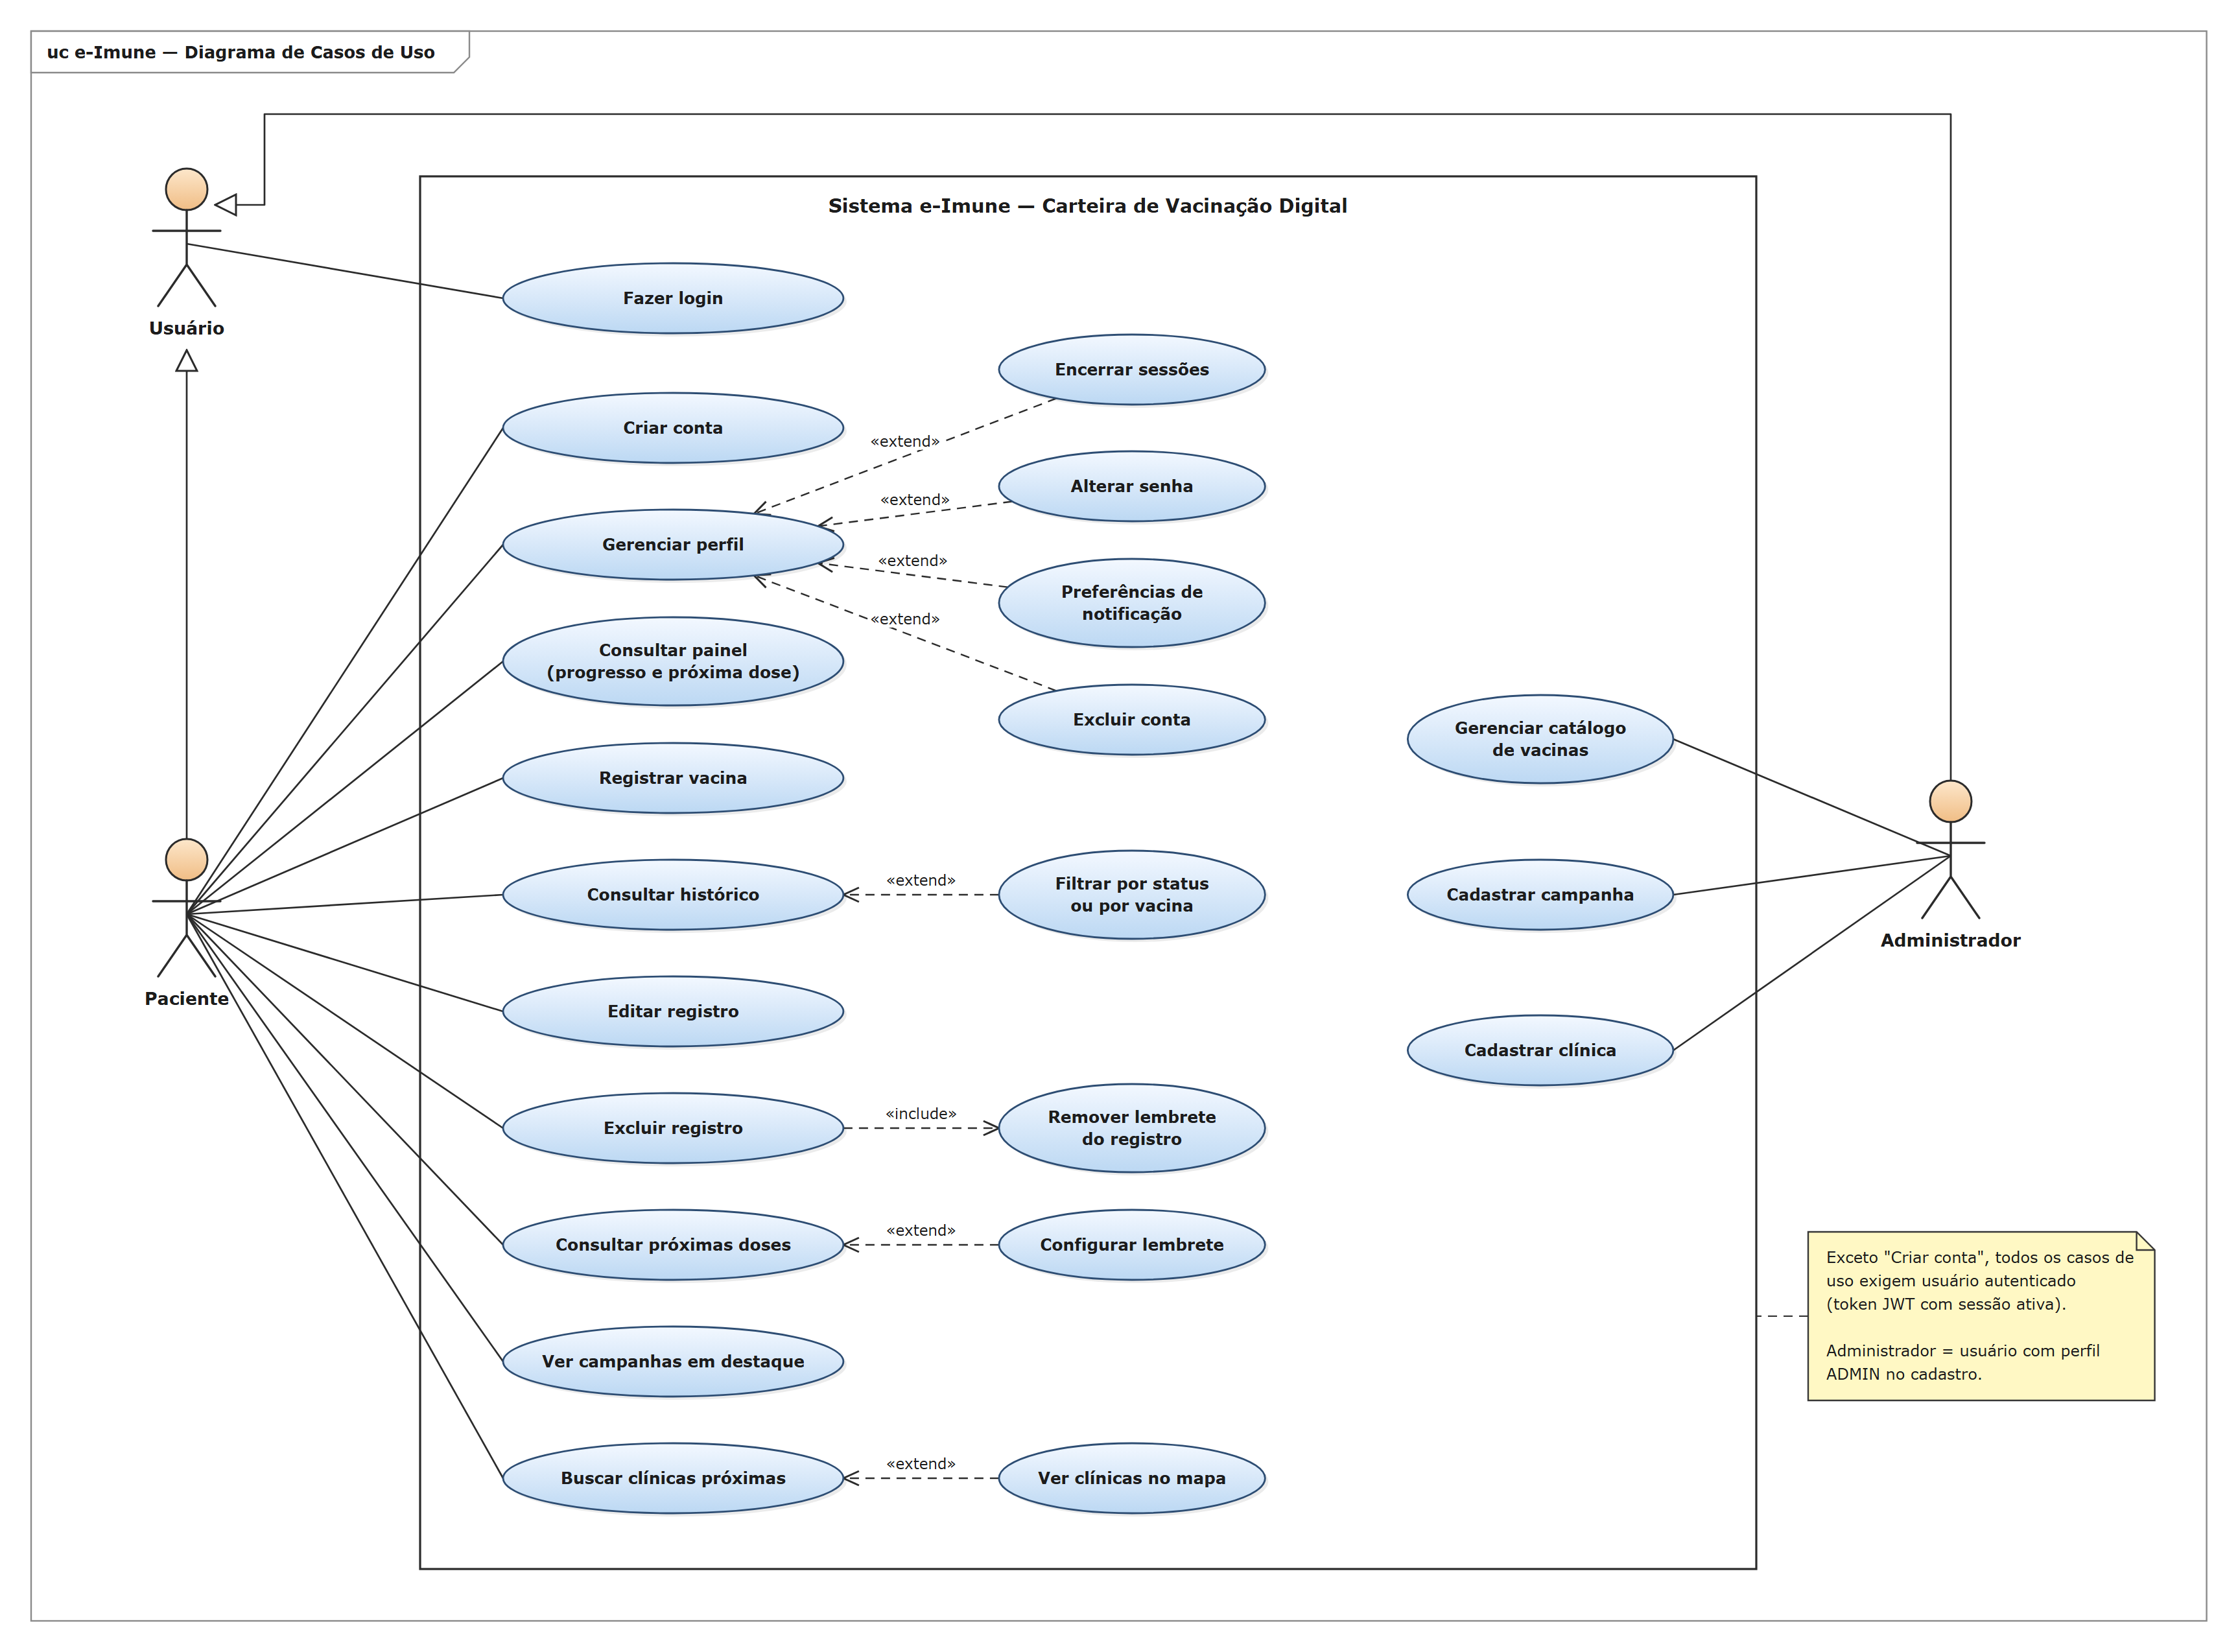 uc e-Imune — Diagrama de Casos de Uso
Sistema e-Imune — Carteira de Vacinação Digital
Usuário
Fazer login
Criar conta
Gerenciar perfil
Consultar painel
(progresso e próxima dose)
Registrar vacina
Consultar histórico
Editar registro
Excluir registro
Consultar próximas doses
Ver campanhas em destaque
Buscar clínicas próximas
Paciente
«extend»
«extend»
«extend»
«extend»
«extend»
«include»
«extend»
«extend»
Encerrar sessões
Alterar senha
Preferências de
notificação
Excluir conta
Filtrar por status
ou por vacina
Remover lembrete
do registro
Configurar lembrete
Ver clínicas no mapa
Gerenciar catálogo
de vacinas
Cadastrar campanha
Cadastrar clínica
Administrador
Exceto "Criar conta", todos os casos de
uso exigem usuário autenticado
(token JWT com sessão ativa).
Administrador = usuário com perfil
ADMIN no cadastro.